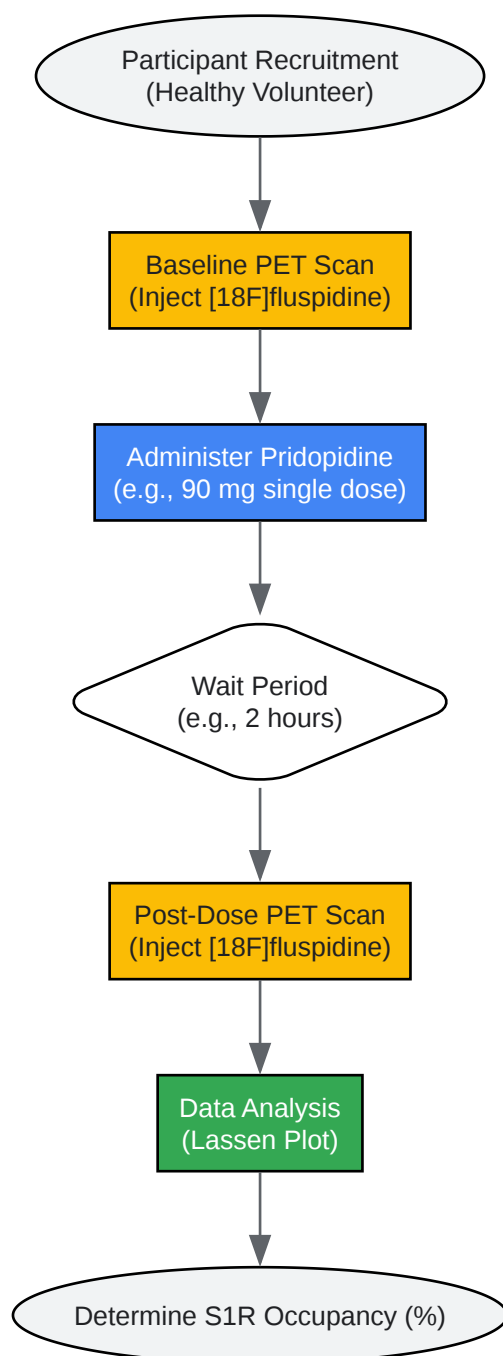 Participant Recruitment
(Healthy Volunteer)
Baseline PET Scan
(Inject [18F]fluspidine)
Administer Pridopidine
(e.g., 90 mg single dose)
Wait Period
(e.g., 2 hours)
Post-Dose PET Scan
(Inject [18F]fluspidine)
Data Analysis
(Lassen Plot)
Determine S1R Occupancy (%)